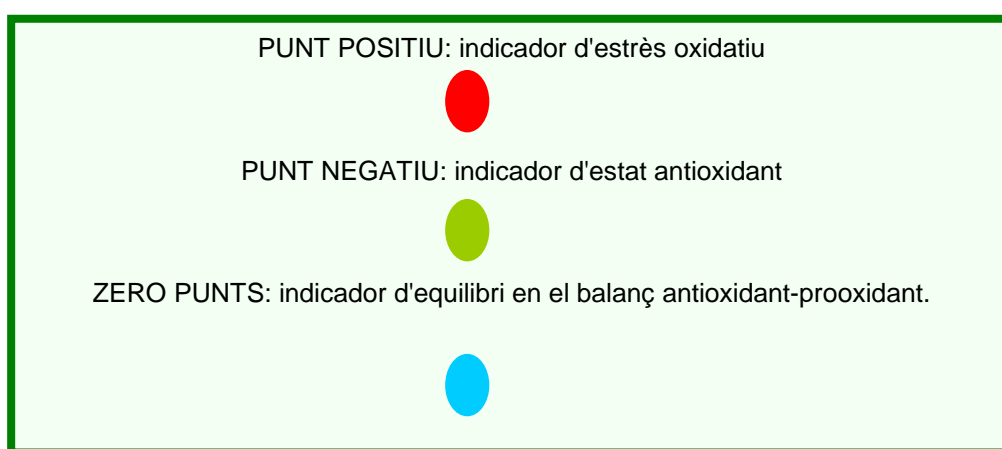 PUNT POSITIU: indicador d'estrès oxidatiu
PUNT NEGATIU: indicador d'estat antioxidant
ZERO PUNTS: indicador d'equilibri en el balanç antioxidant-prooxidant.